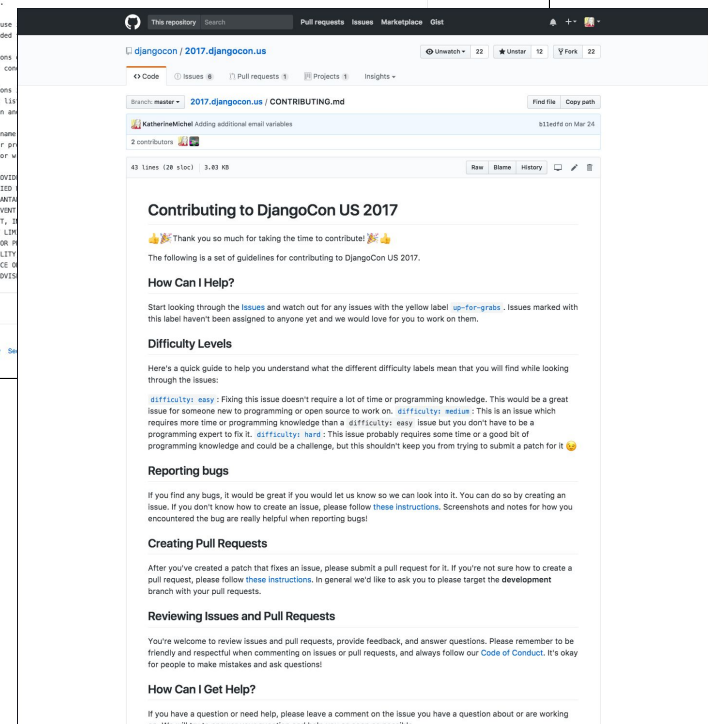 use
ded
ons
con
ons
lis
n an
name
r pr
or w
OVID
IED
ANTA
VENT
T, I
LIM
OR P
LITY
CE O
DVIS
Se
This repository Search Pull requests Issues Marketplace Gist
djangocon / 2017.djangocon.us Unwatch 22 Unstar 12 Fork 22
Code Issues 6 Pull requests 1 Projects 1 Insights
Branch: master 2017.djangocon.us / CONTRIBUTING.md Find file Copy path
KatherineMichel Adding additional email variables b11edfd on Mar 24
2 contributors
43 lines (20 sloc) 3.03 KB Raw Blame History
Contributing to DjangoCon US 2017
👍🎉Thank you so much for taking the time to contribute! 🎉👍
The following is a set of guidelines for contributing to DjangoCon US 2017.
How Can I Help?
Start looking through the Issues and watch out for any issues with the yellow label up-for-grabs . Issues marked with
this label haven't been assigned to anyone yet and we would love for you to work on them.
Difficulty Levels
Here's a quick guide to help you understand what the different difficulty labels mean that you will find while looking
through the issues:
difficulty: easy : Fixing this issue doesn't require a lot of time or programming knowledge. This would be a great
issue for someone new to programming or open source to work on. difficulty: medium : This is an issue which
requires more time or programming knowledge than a difficulty: easy issue but you don't have to be a
programming expert to fix it. difficulty: hard : This issue probably requires some time or a good bit of
programming knowledge and could be a challenge, but this shouldn't keep you from trying to submit a patch for it 😉
Reporting bugs
If you find any bugs, it would be great if you would let us know so we can look into it. You can do so by creating an
issue. If you don't know how to create an issue, please follow these instructions. Screenshots and notes for how you
encountered the bug are really helpful when reporting bugs!
Creating Pull Requests
After you've created a patch that fixes an issue, please submit a pull request for it. If you're not sure how to create a
pull request, please follow these instructions. In general we'd like to ask you to please target the development
branch with your pull requests.
Reviewing Issues and Pull Requests
You're welcome to review issues and pull requests, provide feedback, and answer questions. Please remember to be
friendly and respectful when commenting on issues or pull requests, and always follow our Code of Conduct. It's okay
for people to make mistakes and ask questions!
How Can I Get Help?
If you have a question or need help, please leave a comment on the issue you have a question about or are working